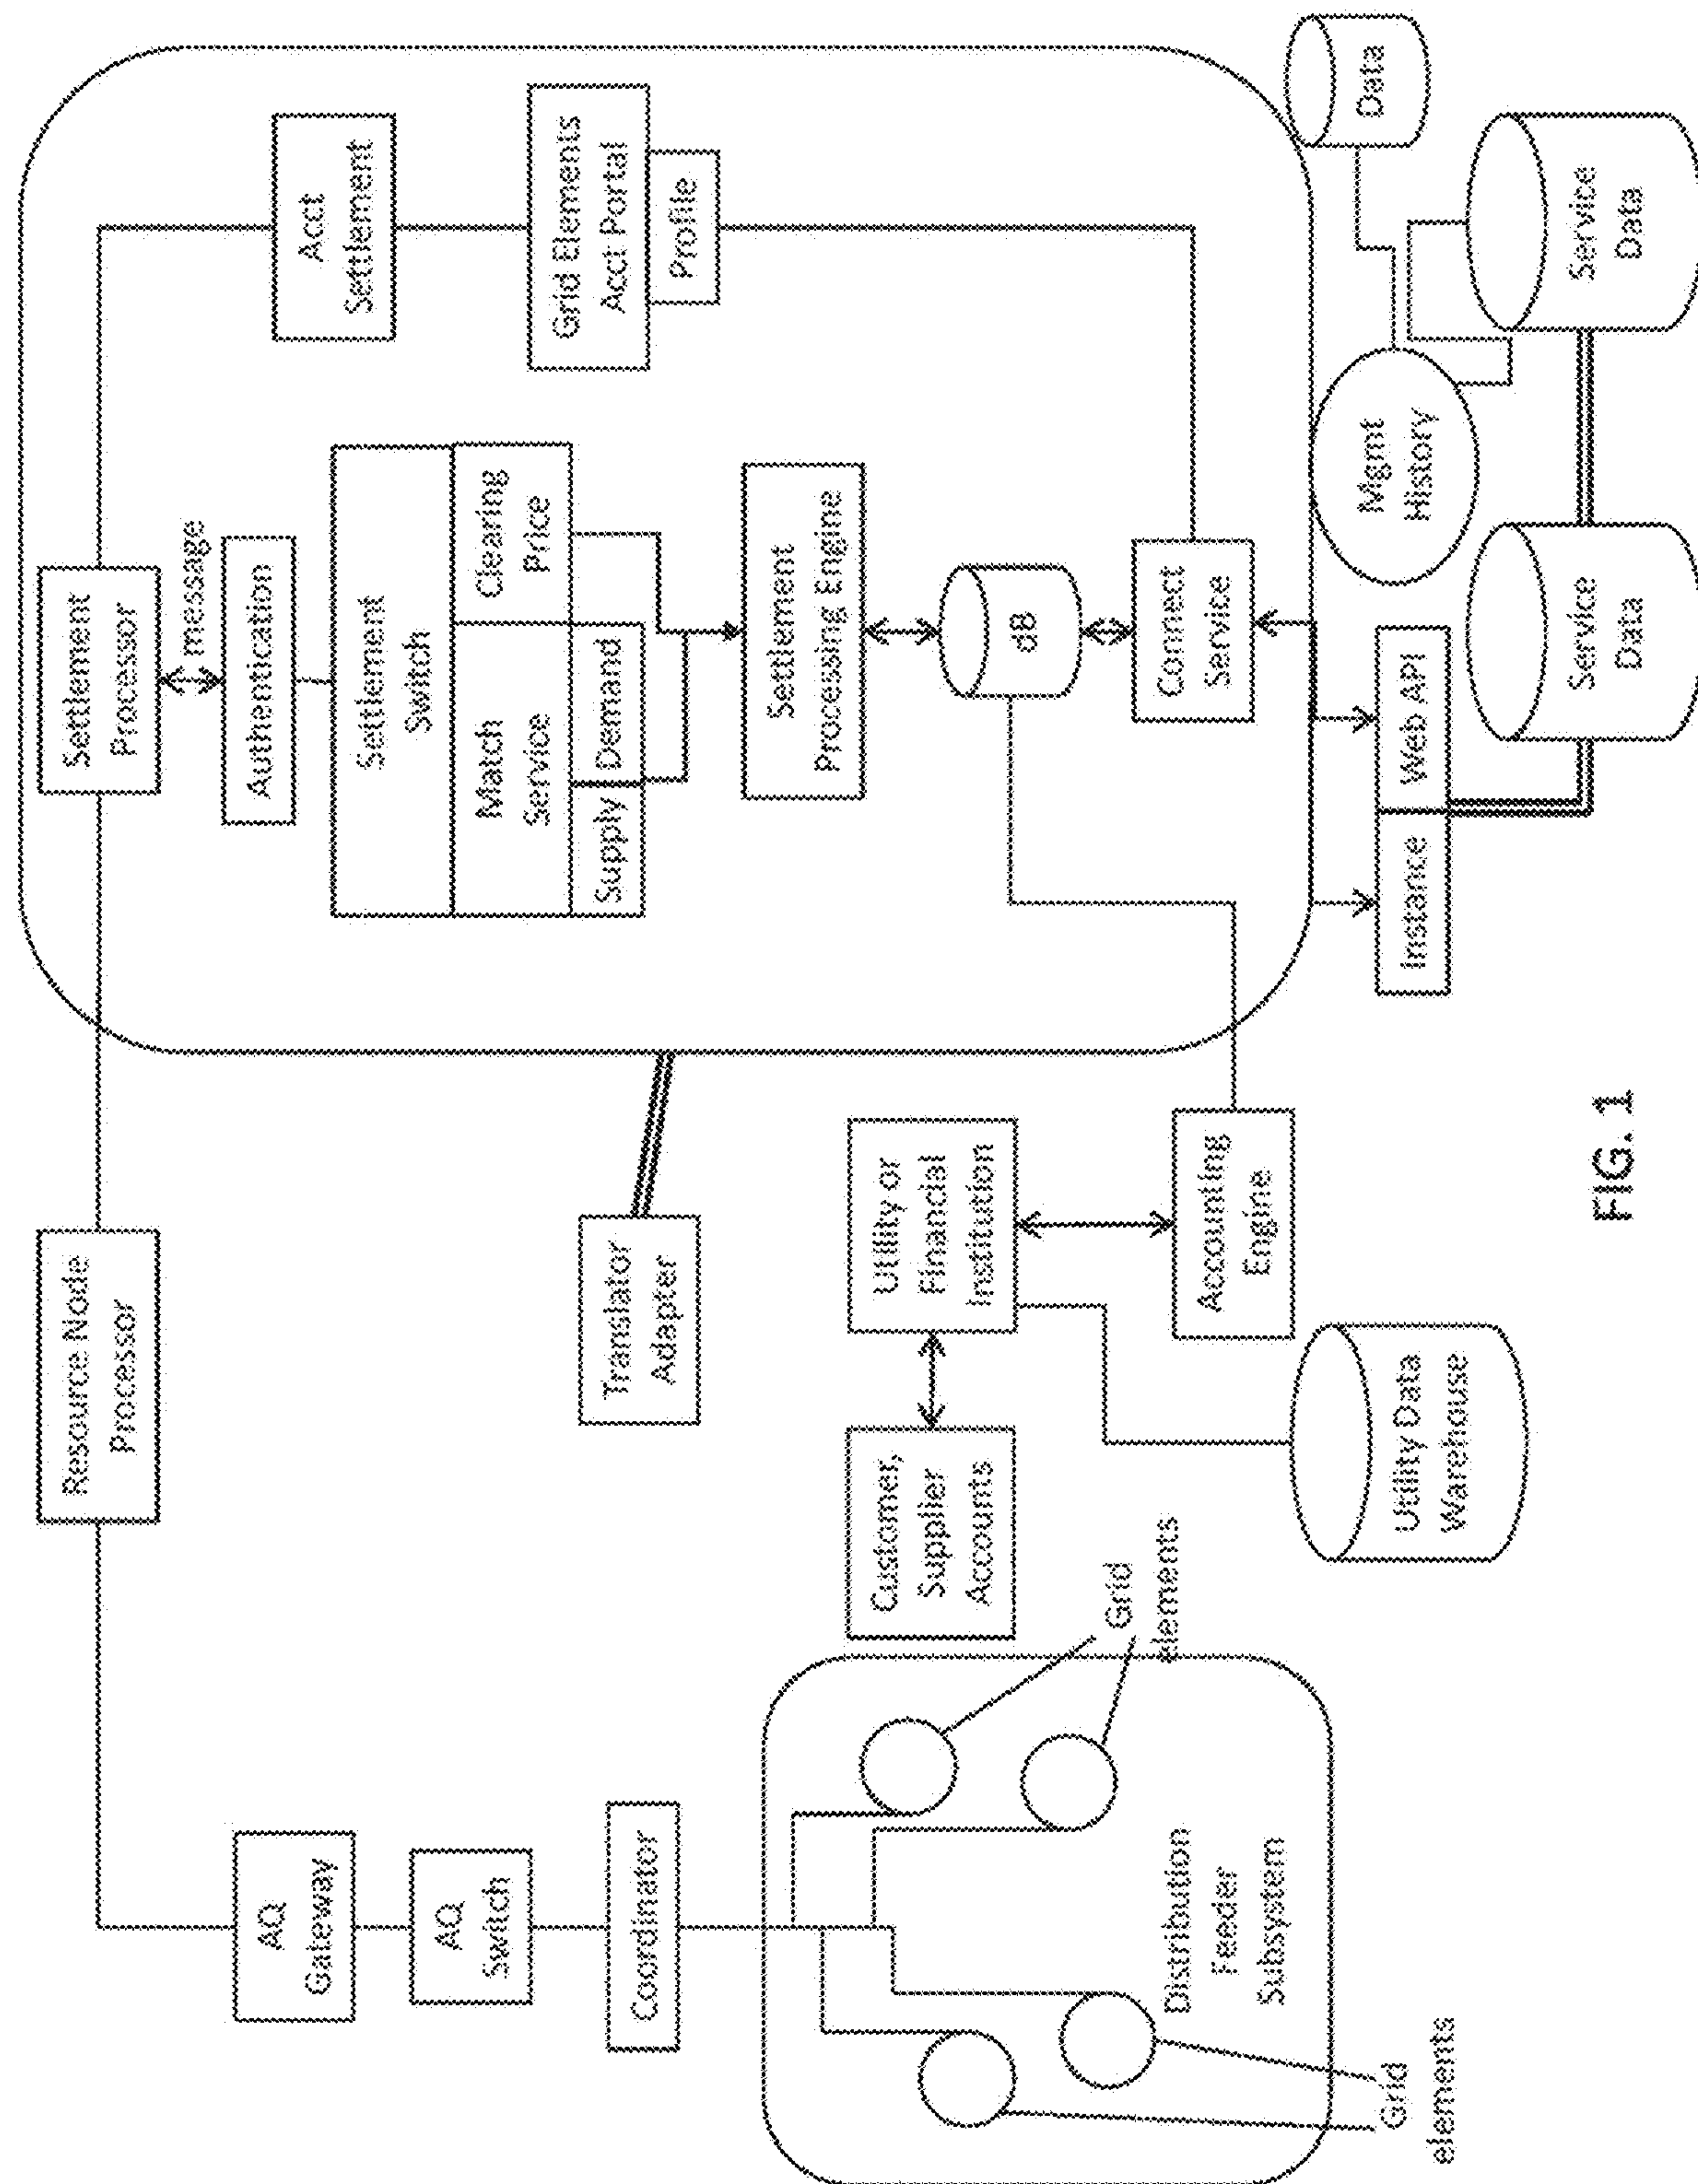 Resource Node
Processor
Settlement
Processor
message
AQ
Gateway
Authentication
Acct
Settlement
AQ
Switch
Settlement
Switch
Match
Service
Clearing
Price
Supply
Demand
Grid Elements
Acct Portal
Profile
Coordinator
Translator
Adapter
Settlement
Processing Engine
Customer,
Supplier
Accounts
Utility or
Financial
Institution
dB
Grid
elements
Distribution
Feeder
Subsystem
Accounting
Engine
Connect
Service
Grid
elements
Utility Data
Warehouse
Instance
Web API
Mgmt
History
Data
Service
Data
Service
Data
FIG. 1